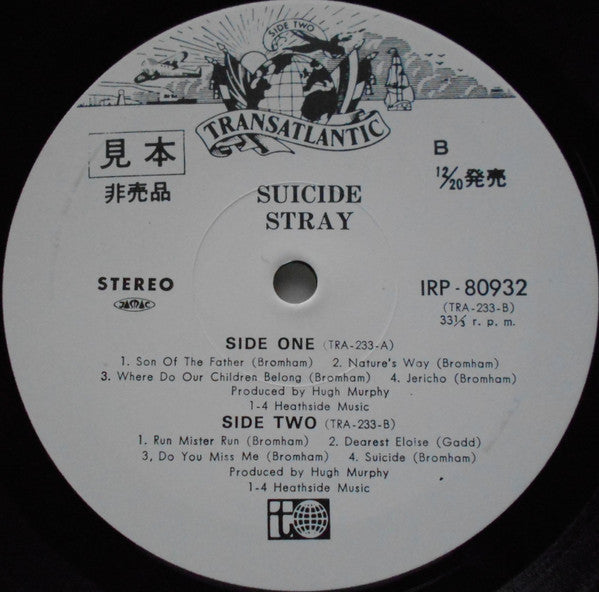 SIDE TWO
TRANSATLANTIC
見本
非売品
B
12/20発売
SUICIDE
STRAY
STEREO
JASRAC
IRP-80932
(TRA-233-B)
33⅓ r. p. m.
SIDE ONE (TRA-233-A)
1. Son Of The Father (Bromham) 2. Nature's Way (Bromham)
3. Where Do Our Children Belong (Bromham) 4. Jericho (Bromham)
Produced by Hugh Murphy
1-4 Heathside Music
SIDE TWO (TRA-233-B)
1. Run Mister Run (Bromham) 2. Dearest Eloise (Gadd)
3, Do You Miss Me (Bromham) 4. Suicide (Bromham)
Produced by Hugh Murphy
1-4 Heathside Music